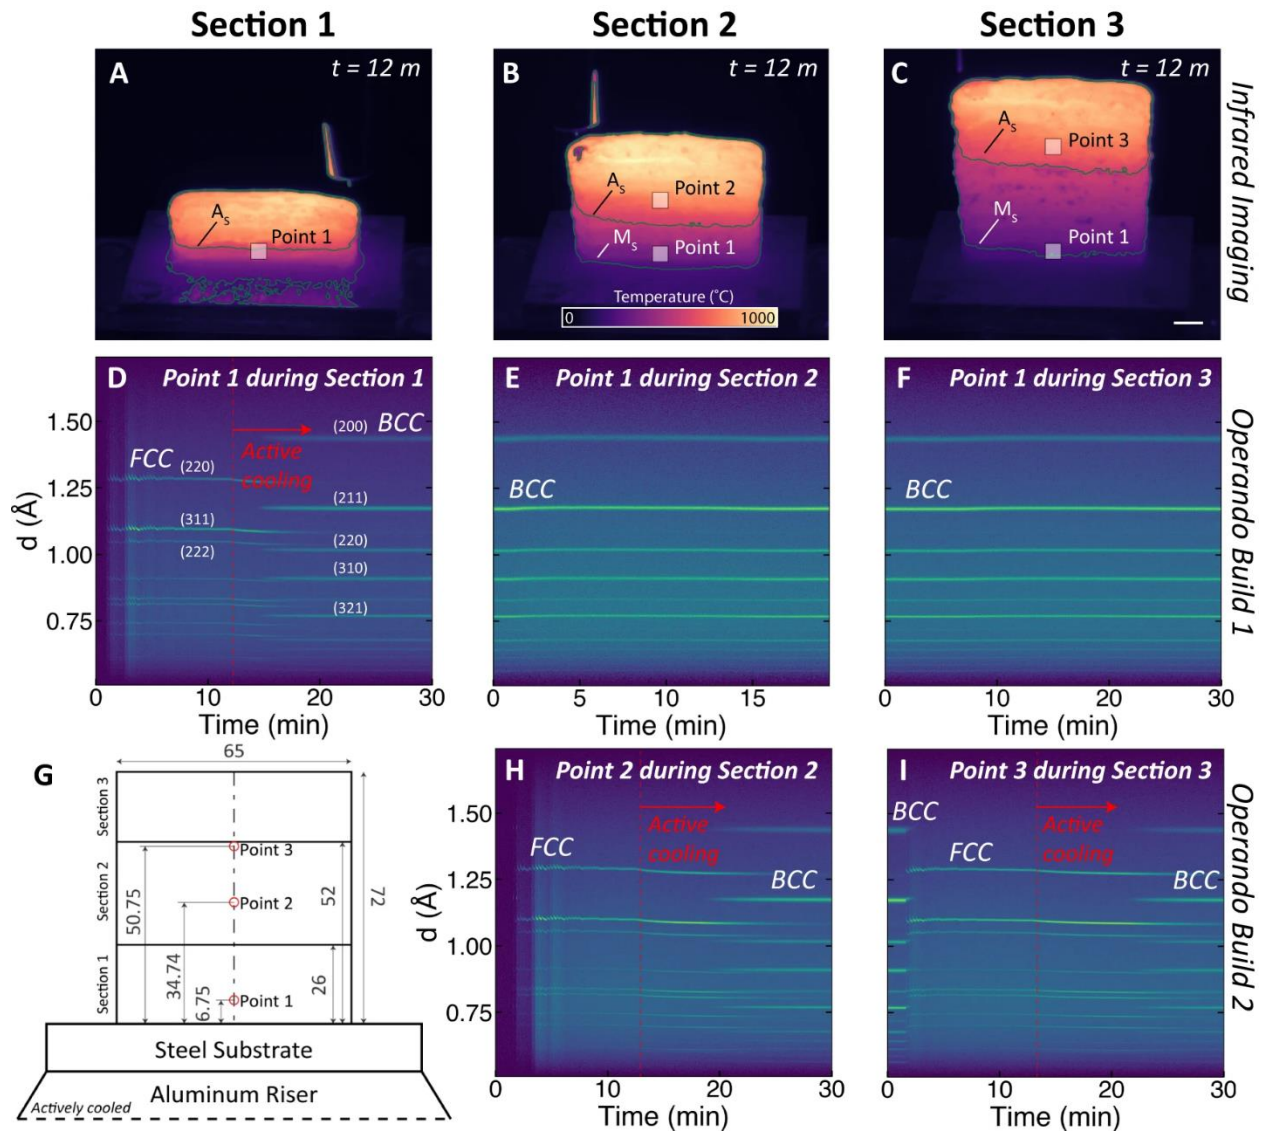 Section 1
Section 2
Section 3
A
t = 12 m
As
Point 1
B
t = 12 m
As
Point 2
Ms
Point 1
Temperature (˚C)
0
1000
C
t = 12 m
As
Point 3
Ms
Point 1
Infrared Imaging
D
Point 1 during Section 1
(200)
BCC
FCC
(220)
Active
cooling
(211)
(311)
(220)
(222)
(310)
(321)
1.50
1.25
1.00
0.75
d (Å)
0
10
20
30
Time (min)
E
Point 1 during Section 2
BCC
0
5
10
15
Time (min)
F
Point 1 during Section 3
BCC
0
10
20
30
Time (min)
Operando Build 1
G
65
Section 3
Section 2
Section 1
Point 3
Point 2
Point 1
50.75
34.74
6.75
52
26
72
Steel Substrate
Aluminum Riser
Actively cooled
H
Point 2 during Section 2
FCC
Active
cooling
BCC
1.50
1.25
1.00
0.75
d (Å)
0
10
20
30
Time (min)
I
Point 3 during Section 3
BCC
FCC
Active
cooling
BCC
0
10
20
30
Time (min)
Operando Build 2